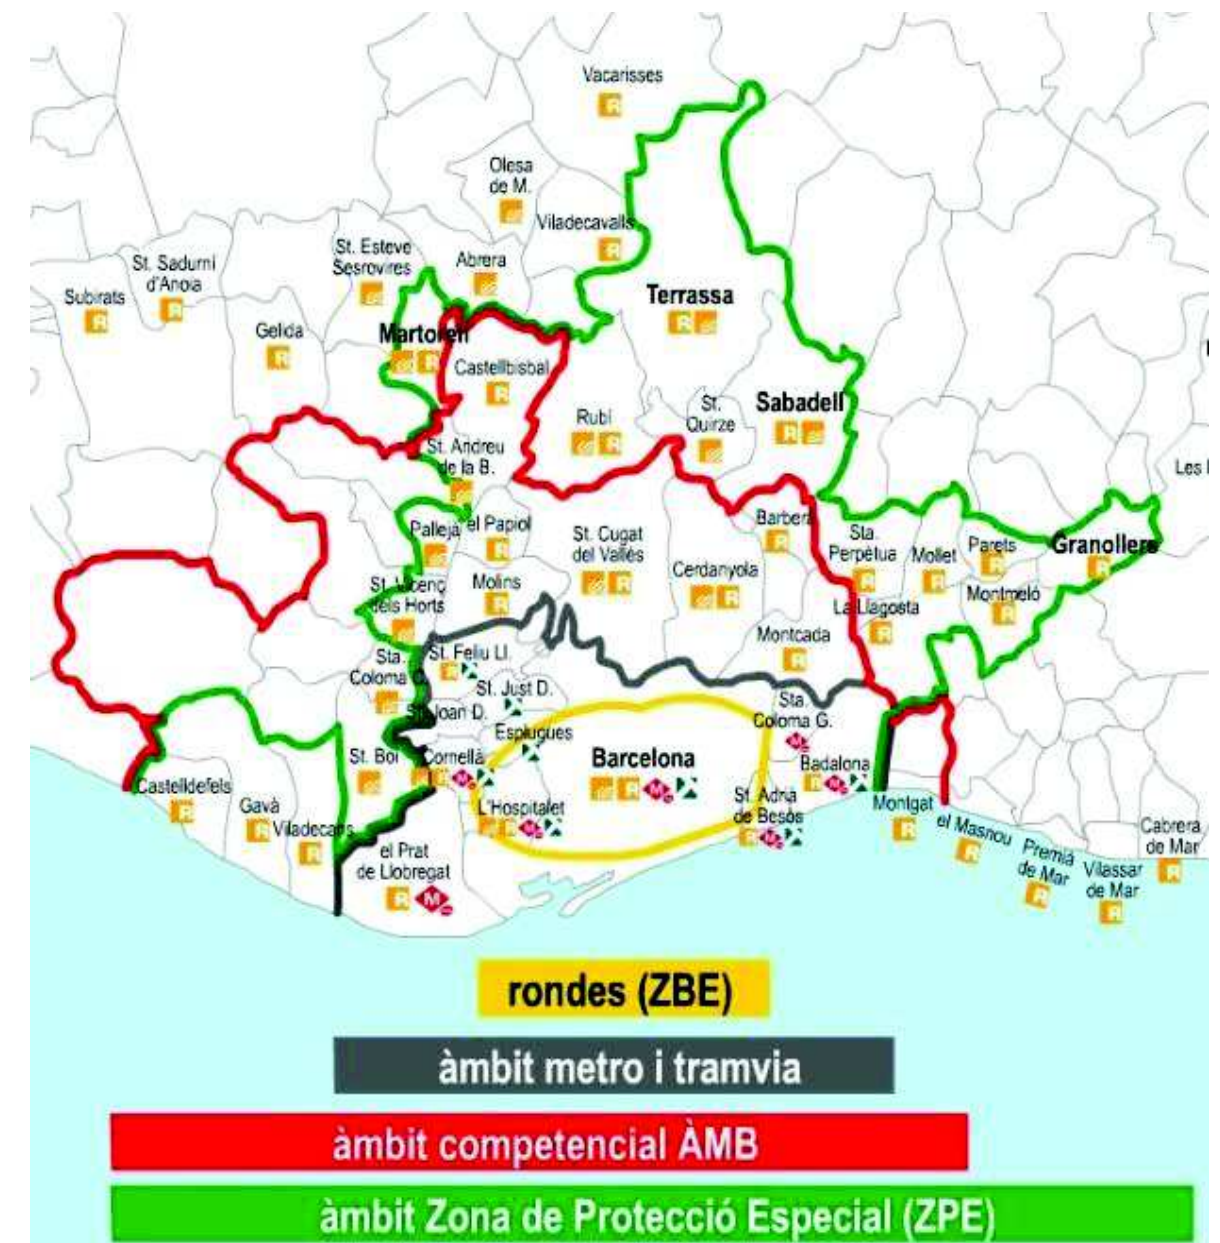 Vacarisses
R
Olesa
de M.
Viladecavalls
R
St. Esteve
Sesrovires
Abrera
St. Sadurní
d'Anoia
R
Subirats
R
Terrassa
R
Gelida
R
Martorell
R
Castellbisbal
R
Rubí
R
St.
Quirze
Sabadell
R
St. Andreu
de la B.
Pallejà
el Papiol
R
St. Cugat
del Vallès
R
Barberà
R
Sta.
Perpètua
R
Mollet
R
Parets
R
Granollers
R
Cerdanyola
R
Molins
R
St. Vicenç
dels Horts
La Llagosta
R
Montmeló
R
Montcada
R
St. Feliu Ll.
R
Sta.
Coloma C.
St. Just D.
St. Joan D.
Sta.
Coloma G.
M
Esplugues
Barcelona
R M
St. Boi
Cornellà
R M
Badalona
R M
Castelldefels
R
Gavà
R
Viladecans
R
L'Hospitalet
R M
St. Adrià
de Besòs
R M
Montgat
R
el Masnou
R
Premià
de Mar
R
Vilassar
de Mar
R
Cabrera
de Mar
R
el Prat
de Llobregat
R M
rondes (ZBE)
àmbit metro i tramvia
àmbit competencial ÀMB
àmbit Zona de Protecció Especial (ZPE)